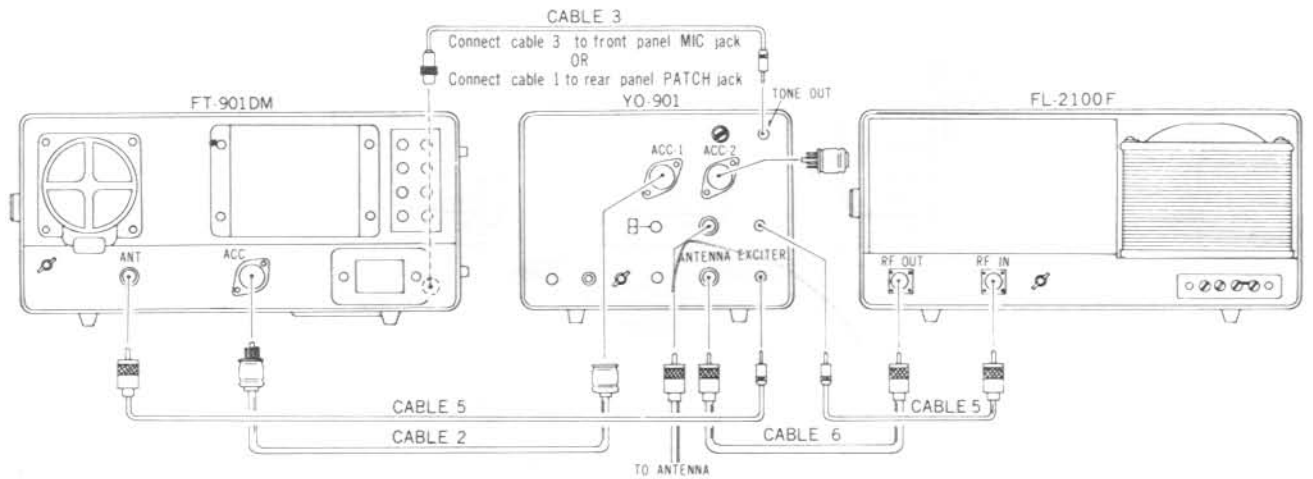 CABLE 3
Connect cable 3 to front panel MIC jack
OR
Connect cable 1 to rear panel PATCH jack
FT-901DM
YO-901
TONE OUT
FL-2100F
ACC-1
ACC-2
ANT
ACC
ANTENNA
EXCITER
RF OUT
RF IN
CABLE 5
CABLE 5
CABLE 2
CABLE 6
TO ANTENNA